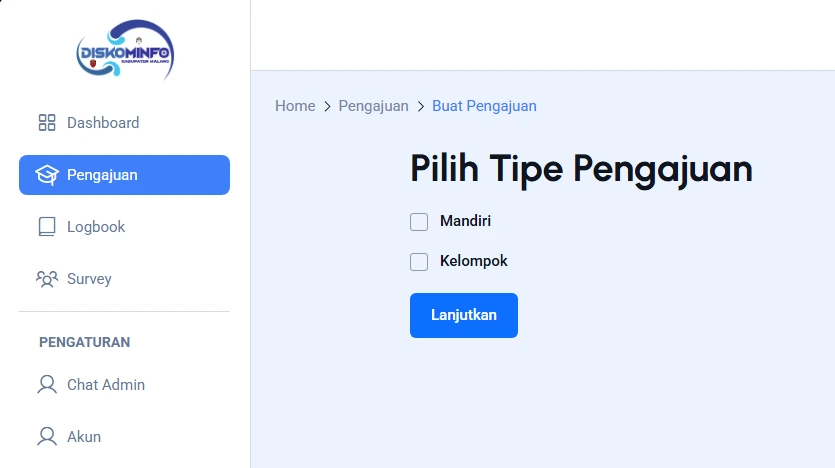 DISKOMINFO
KABUPATEN MALANG
Dashboard
Pengajuan
Logbook
Survey
PENGATURAN
Chat Admin
Akun
Home > Pengajuan > Buat Pengajuan
Pilih Tipe Pengajuan
Mandiri
Kelompok
Lanjutkan